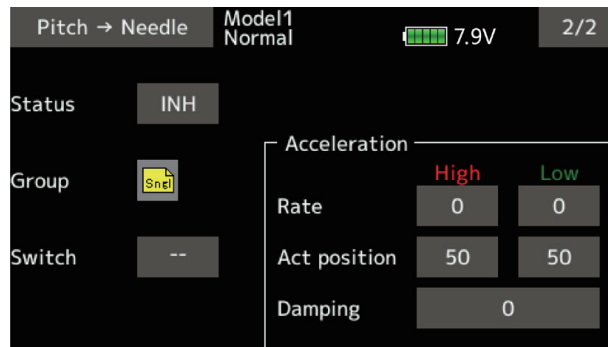 Pitch → Needle Model1 Normal 7.9V 2/2
Status INH
Acceleration
High Low
Group Sngl
Rate 0 0
Switch --
Act position 50 50
Damping 0